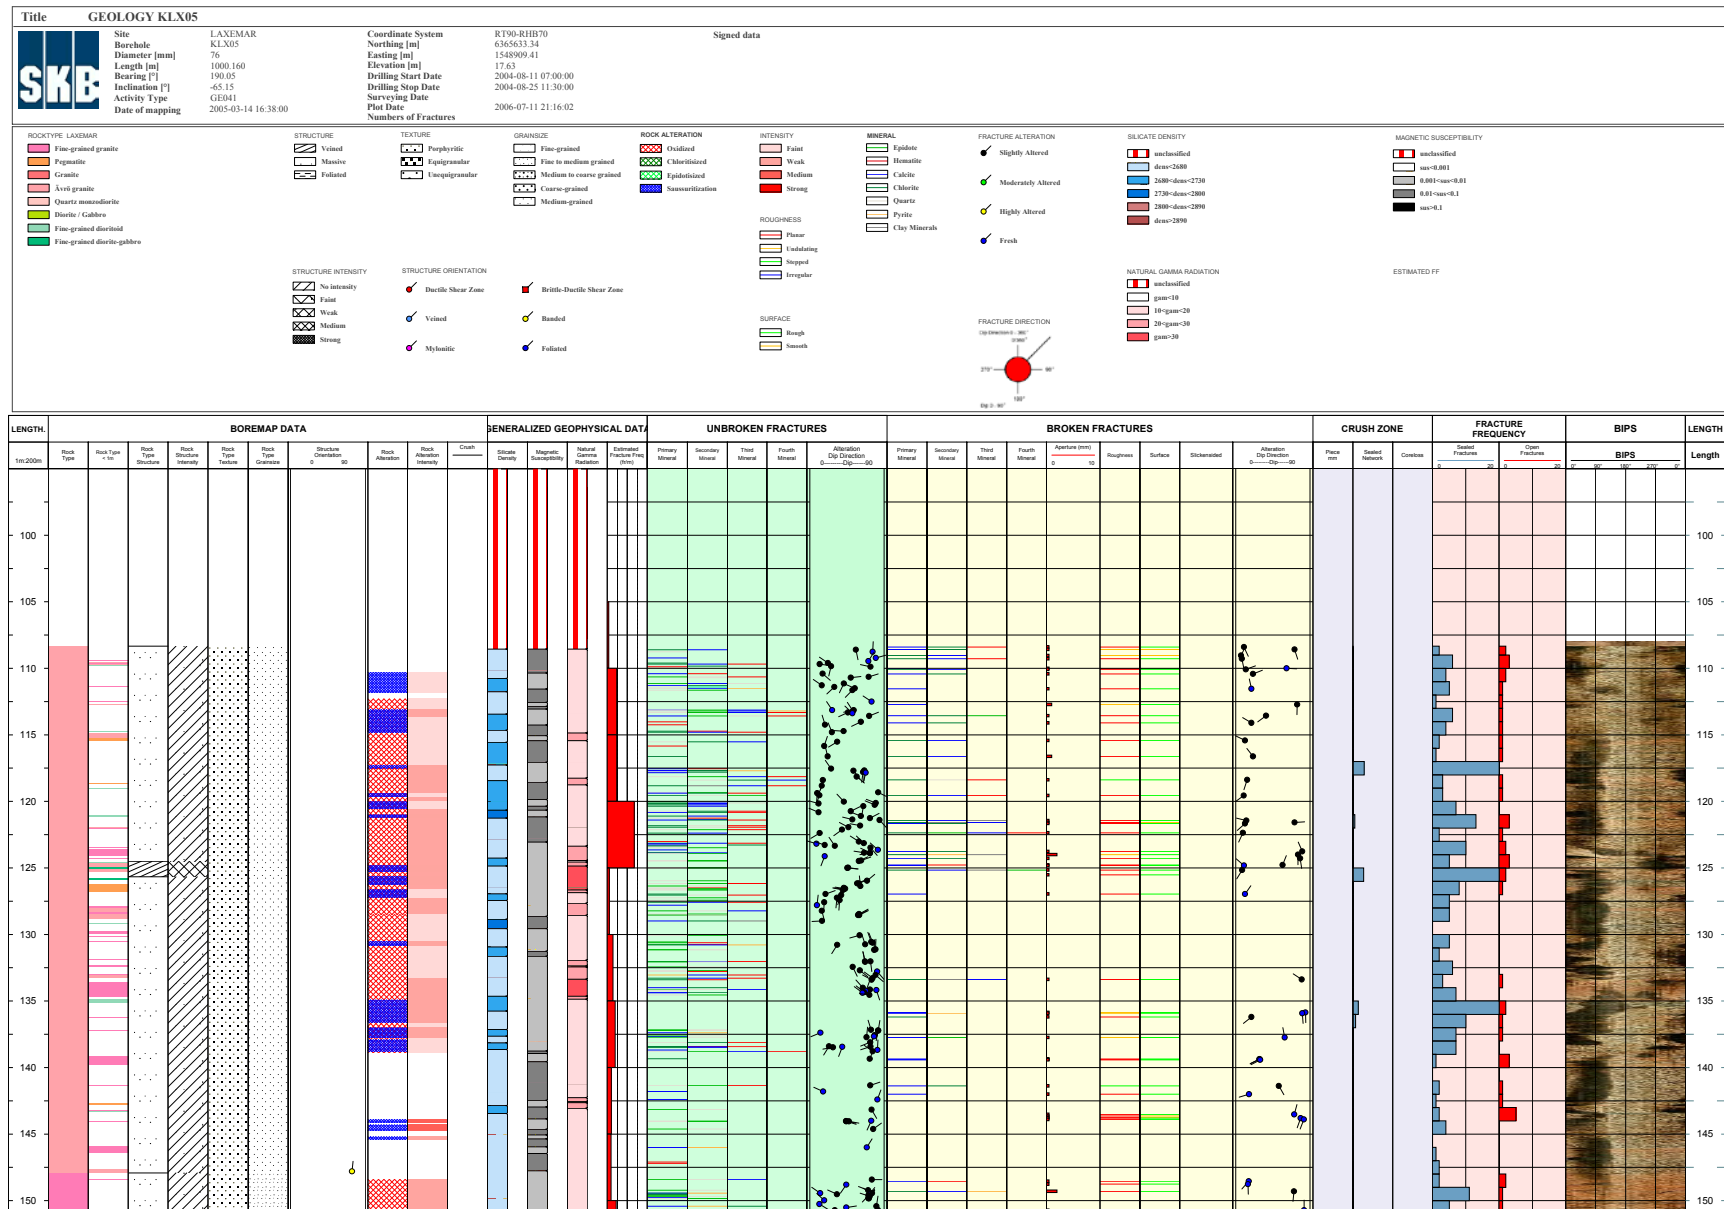 Title GEOLOGY KLX05
SKB
Site LAXEMAR
Borehole KLX05
Diameter [mm] 76
Length [m] 1000.160
Bearing [°] 190.05
Inclination [°] -65.15
Activity Type GE041
Date of mapping 2005-03-14 16:38:00
Coordinate System RT90-RHB70
Northing [m] 6365633.34
Easting [m] 1548909.41
Elevation [m] 17.63
Drilling Start Date 2004-08-11 07:00:00
Drilling Stop Date 2004-08-25 11:30:00
Surveying Date
Plot Date 2006-07-11 21:16:02
Numbers of Fractures
Signed data
ROCKTYPE LAXEMAR
Fine-grained granite
Pegmatite
Granite
Ävrö granite
Quartz monzodiorite
Diorite / Gabbro
Fine-grained dioritoid
Fine-grained diorite-gabbro
STRUCTURE
Veined
Massive
Foliated
TEXTURE
Porphyritic
Equigranular
Unequigranular
GRAINSIZE
Fine-grained
Fine to medium grained
Medium to coarse grained
Coarse-grained
Medium-grained
ROCK ALTERATION
Oxidized
Chloritisized
Epidotisized
Saussuritization
INTENSITY
Faint
Weak
Medium
Strong
MINERAL
Epidote
Hematite
Calcite
Chlorite
Quartz
Pyrite
Clay Minerals
FRACTURE ALTERATION
Slightly Altered
Moderately Altered
Highly Altered
Fresh
SILICATE DENSITY
unclassified
dens<2680
2680<dens<2730
2730<dens<2800
2800<dens<2890
dens>2890
MAGNETIC SUSCEPTIBILITY
unclassified
sus<0.001
0.001<sus<0.01
0.01<sus<0.1
sus>0.1
ROUGHNESS
Planar
Undulating
Stepped
Irregular
STRUCTURE INTENSITY
No intensity
Faint
Weak
Medium
Strong
STRUCTURE ORIENTATION
Ductile Shear Zone
Brittle-Ductile Shear Zone
Veined
Banded
Mylonitic
Foliated
SURFACE
Rough
Smooth
FRACTURE DIRECTION
Dip Direction 0 - 360°
0/360°
270° 90°
180°
Dip 0 - 90°
NATURAL GAMMA RADIATION
unclassified
gam<10
10<gam<20
20<gam<30
gam>30
ESTIMATED FF
LENGTH. BOREMAP DATA GENERALIZED GEOPHYSICAL DATA UNBROKEN FRACTURES BROKEN FRACTURES CRUSH ZONE FRACTURE FREQUENCY BIPS LENGTH
1m:200m
Rock Type
Rock Type < 1m
Rock Type Structure
Rock Structure Intensity
Rock Type Texture
Rock Type Grainsize
Structure Orientation 0 90
Rock Alteration
Rock Alteration Intensity
Crush
Silicate Density
Magnetic Susceptibility
Natural Gamma Radiation
Estimated Fracture Freq (fr/m)
Primary Mineral
Secondary Mineral
Third Mineral
Fourth Mineral
Alteration Dip Direction 0---------Dip------90
Primary Mineral
Secondary Mineral
Third Mineral
Fourth Mineral
Aperture (mm) 0 10
Roughness
Surface
Slickensided
Alteration Dip Direction 0---------Dip------90
Piece mm
Sealed Network
Coreloss
Sealed Fractures 0 20
Open Fractures 0 20
BIPS
0° 90° 180° 270° 0°
Length
100 100
105 105
110 110
115 115
120 120
125 125
130 130
135 135
140 140
145 145
150 150